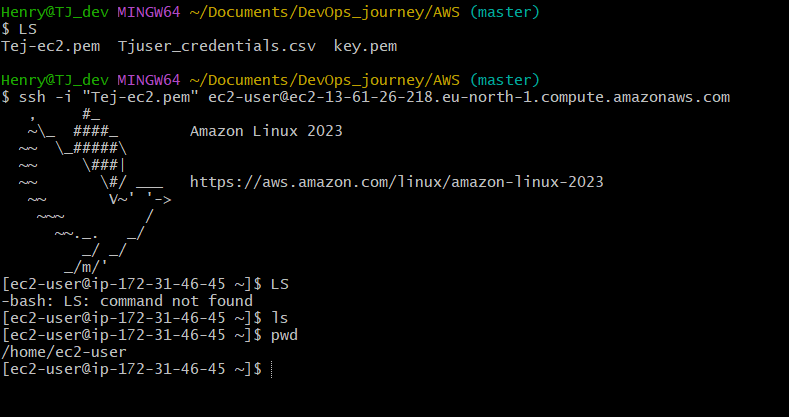 Henry@TJ_dev MINGW64 ~/Documents/DevOps_journey/AWS (master)
$ LS
Tej-ec2.pem  Tjuser_credentials.csv  key.pem

Henry@TJ_dev MINGW64 ~/Documents/DevOps_journey/AWS (master)
$ ssh -i "Tej-ec2.pem" ec2-user@ec2-13-61-26-218.eu-north-1.compute.amazonaws.com
   ,     #_
   ~\_  ####_        Amazon Linux 2023
  ~~  \_#####\
  ~~     \###|
  ~~       \#/ ___   https://aws.amazon.com/linux/amazon-linux-2023
   ~~       V~' '->
    ~~~         /
      ~~._.   _/
         _/ _/
       _/m/'
[ec2-user@ip-172-31-46-45 ~]$ LS
-bash: LS: command not found
[ec2-user@ip-172-31-46-45 ~]$ ls
[ec2-user@ip-172-31-46-45 ~]$ pwd
/home/ec2-user
[ec2-user@ip-172-31-46-45 ~]$